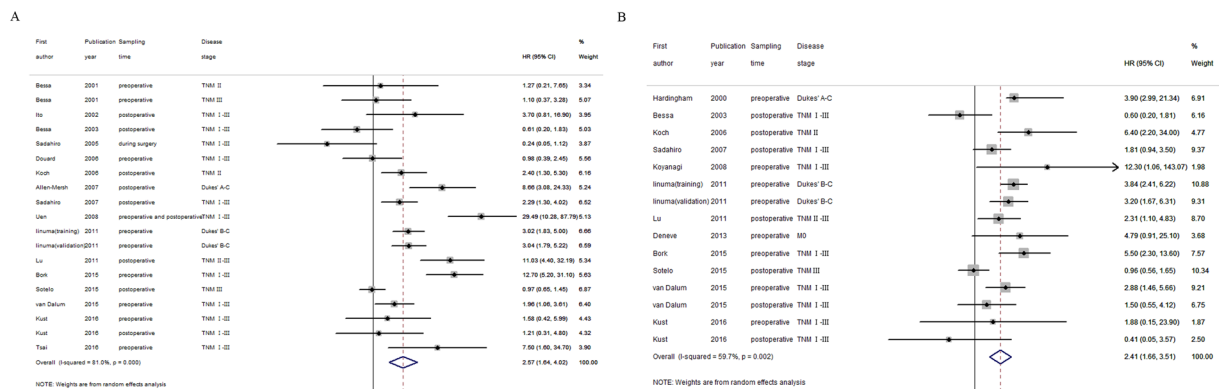 A
First Publication Sampling Disease %
author year time stage HR (95% CI) Weight
Bessa 2001 preoperative TNM II 1.27 (0.21, 7.65) 3.34
Bessa 2001 preoperative TNM III 1.10 (0.37, 3.28) 5.07
Ito 2002 postoperative TNM I -III 3.70 (0.81, 16.90) 3.95
Bessa 2003 postoperative TNM I -III 0.61 (0.20, 1.83) 5.03
Sadahiro 2005 during surgery TNM I -III 0.24 (0.05, 1.12) 3.87
Douard 2006 preoperative TNM I -III 0.98 (0.39, 2.45) 5.56
Koch 2006 postoperative TNM II 2.40 (1.30, 5.30) 6.16
Allen-Mersh 2007 postoperative Dukes' A-C 8.66 (3.08, 24.33) 5.24
Sadahiro 2007 postoperative TNM I -III 2.29 (1.30, 4.02) 6.52
Uen 2008 preoperative and postoperative TNM I -III 29.49 (10.28, 87.79) 5.13
Iinuma(training) 2011 preoperative Dukes' B-C 3.02 (1.83, 5.00) 6.66
Iinuma(validation) 2011 preoperative Dukes' B-C 3.04 (1.79, 5.22) 6.59
Lu 2011 postoperative TNM II -III 11.03 (4.40, 32.19) 5.34
Bork 2015 preoperative TNM I -III 12.70 (5.20, 31.10) 5.63
Sotelo 2015 postoperative TNM III 0.97 (0.65, 1.45) 6.87
van Dalum 2015 preoperative TNM I -III 1.96 (1.06, 3.61) 6.40
Kust 2016 preoperative TNM I -III 1.58 (0.42, 5.99) 4.43
Kust 2016 postoperative TNM I -III 1.21 (0.31, 4.80) 4.32
Tsai 2016 preoperative TNM I -III 7.50 (1.60, 34.70) 3.90
Overall (I-squared = 81.0%, p = 0.000) 2.57 (1.64, 4.02) 100.00
NOTE: Weights are from random effects analysis
B
First Publication Sampling Disease %
author year time stage HR (95% CI) Weight
Hardingham 2000 preoperative Dukes' A-C 3.90 (2.99, 21.34) 6.91
Bessa 2003 postoperative TNM I -III 0.60 (0.20, 1.81) 6.16
Koch 2006 postoperative TNM II 6.40 (2.20, 34.00) 4.77
Sadahiro 2007 postoperative TNM I -III 1.81 (0.94, 3.50) 9.37
Koyanagi 2008 preoperative TNM I -III 12.30 (1.06, 143.07) 1.98
Iinuma(training) 2011 preoperative Dukes' B-C 3.84 (2.41, 6.22) 10.88
Iinuma(validation) 2011 preoperative Dukes' B-C 3.20 (1.67, 6.31) 9.31
Lu 2011 postoperative TNM II -III 2.31 (1.10, 4.83) 8.70
Deneve 2013 preoperative M0 4.79 (0.91, 25.10) 3.68
Bork 2015 preoperative TNM I -III 5.50 (2.30, 13.60) 7.57
Sotelo 2015 postoperative TNM III 0.96 (0.56, 1.65) 10.34
van Dalum 2015 preoperative TNM I -III 2.88 (1.46, 5.66) 9.21
van Dalum 2015 postoperative TNM I -III 1.50 (0.55, 4.12) 6.75
Kust 2016 preoperative TNM I -III 1.88 (0.15, 23.90) 1.87
Kust 2016 postoperative TNM I -III 0.41 (0.05, 3.57) 2.50
Overall (I-squared = 59.7%, p = 0.002) 2.41 (1.66, 3.51) 100.00
NOTE: Weights are from random effects analysis